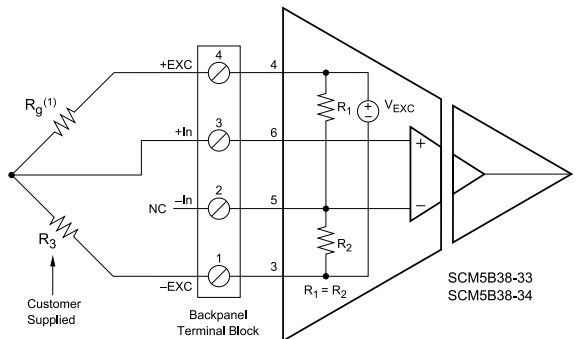 +EXC
4
4
Rg(1)
R1
VEXC
+
–
+In
3
6
+
NC
–In
2
5
–
R3
R2
1
3
–EXC
R1 = R2
Customer
Supplied
Backpanel
Terminal Block
SCM5B38-33
SCM5B38-34